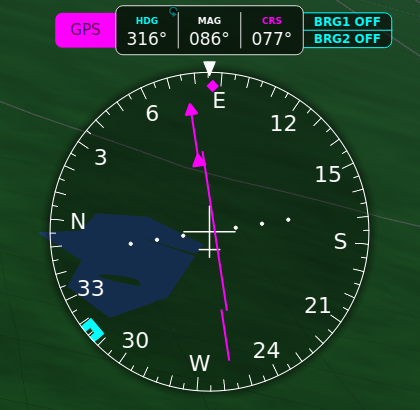 GPS
HDG MAG CRS
316° 086° 077°
BRG1 OFF
BRG2 OFF
6 E 12
3 15
N S
33 21
30 W 24